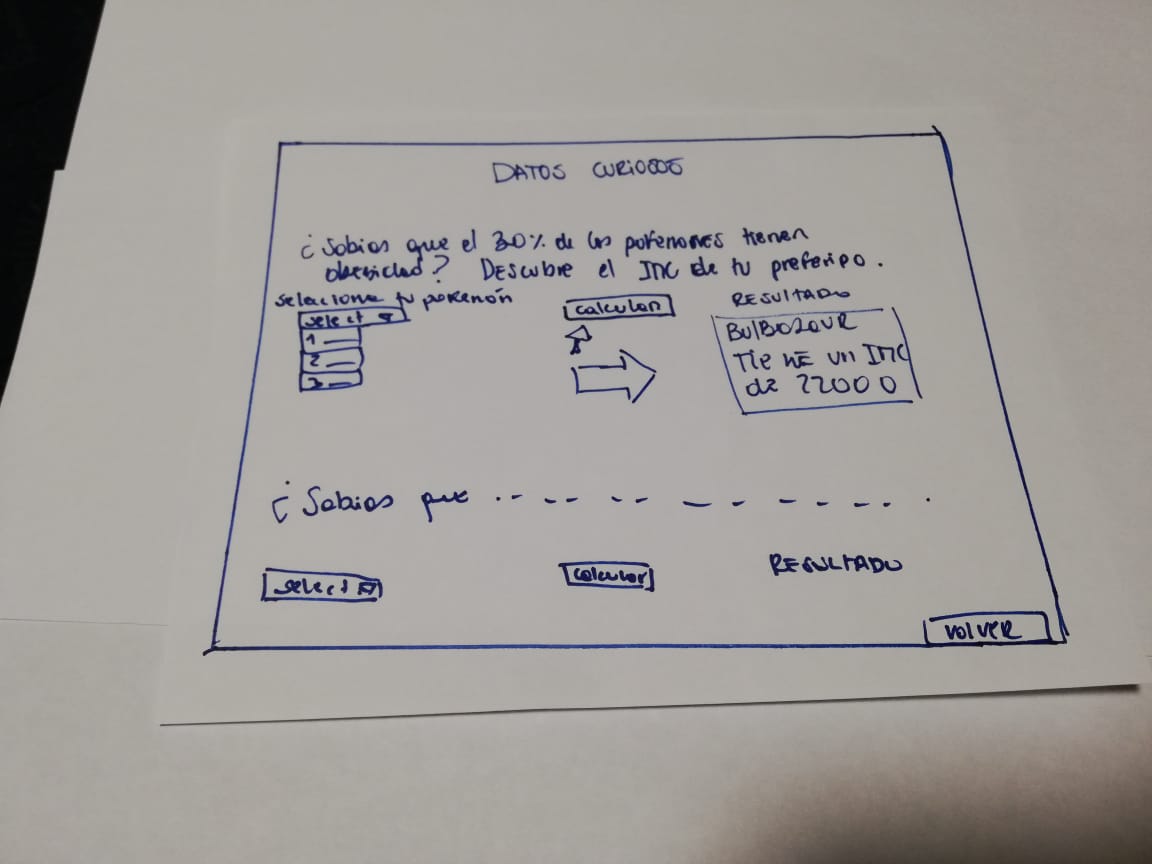 DATOS CURIOSOS
¿Sabias que el 30% de los pokemones tienen
obesidad? Descubre el IMC de tu preferido.
selecciona tu pokemón
calcular
RESULTADO
select
1
2
3
BulBOSAUR
TIENE un IMC
de 22000
¿Sabias que
select
calcular
RESULTADO
VOLVER